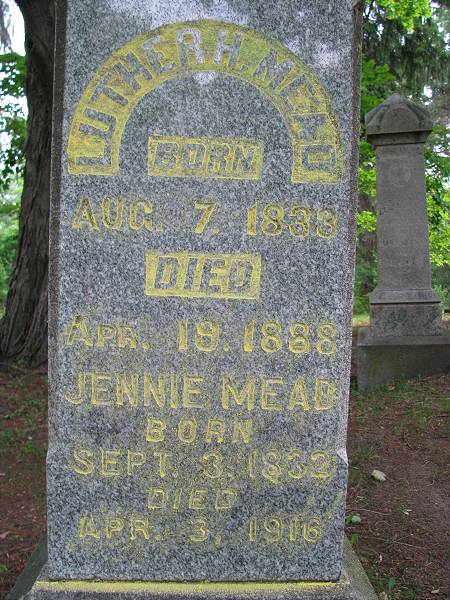 LUTHER H. MEAD
BORN
AUG. 7. 1833
DIED
APR. 19. 1888
JENNIE MEAD
BORN
SEPT. 3. 1832
DIED
APR. 3, 1916